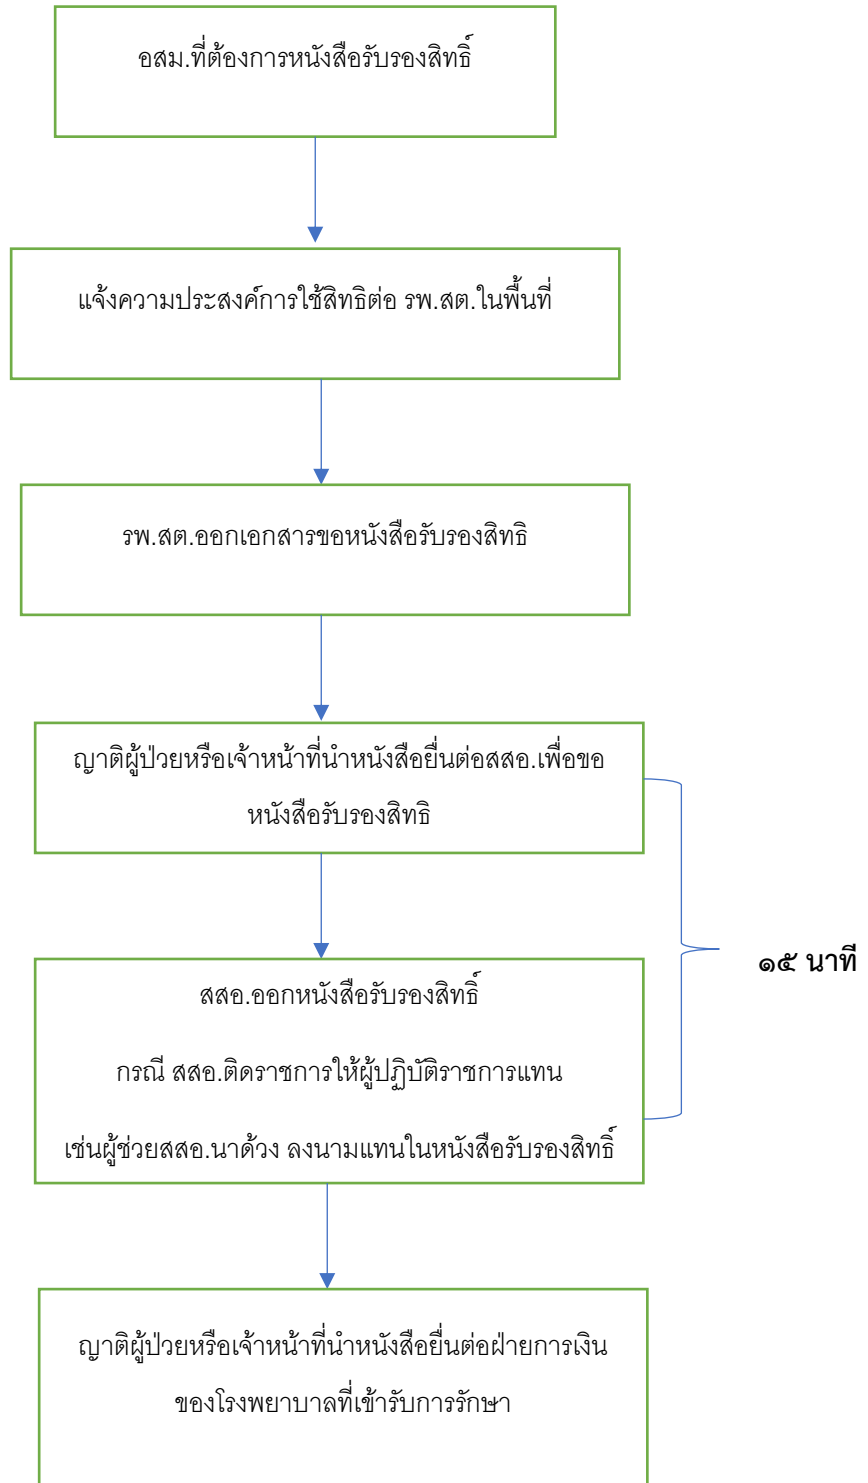 อสม.ที่ต้องการหนังสือรับรองสิทธิ์
แจ้งความประสงค์การใช้สิทธิต่อ รพ.สต.ในพื้นที่
รพ.สต.ออกเอกสารขอหนังสือรับรองสิทธิ
ญาติผู้ป่วยหรือเจ้าหน้าที่นำหนังสือยื่นต่อสสอ.เพื่อขอ
หนังสือรับรองสิทธิ
๑๕ นาที
สสอ.ออกหนังสือรับรองสิทธิ์
กรณี สสอ.ติดราชการให้ผู้ปฏิบัติราชการแทน
เช่นผู้ช่วยสสอ.นาด้วง ลงนามแทนในหนังสือรับรองสิทธิ์
ญาติผู้ป่วยหรือเจ้าหน้าที่นำหนังสือยื่นต่อฝ่ายการเงิน
ของโรงพยาบาลที่เข้ารับการรักษา